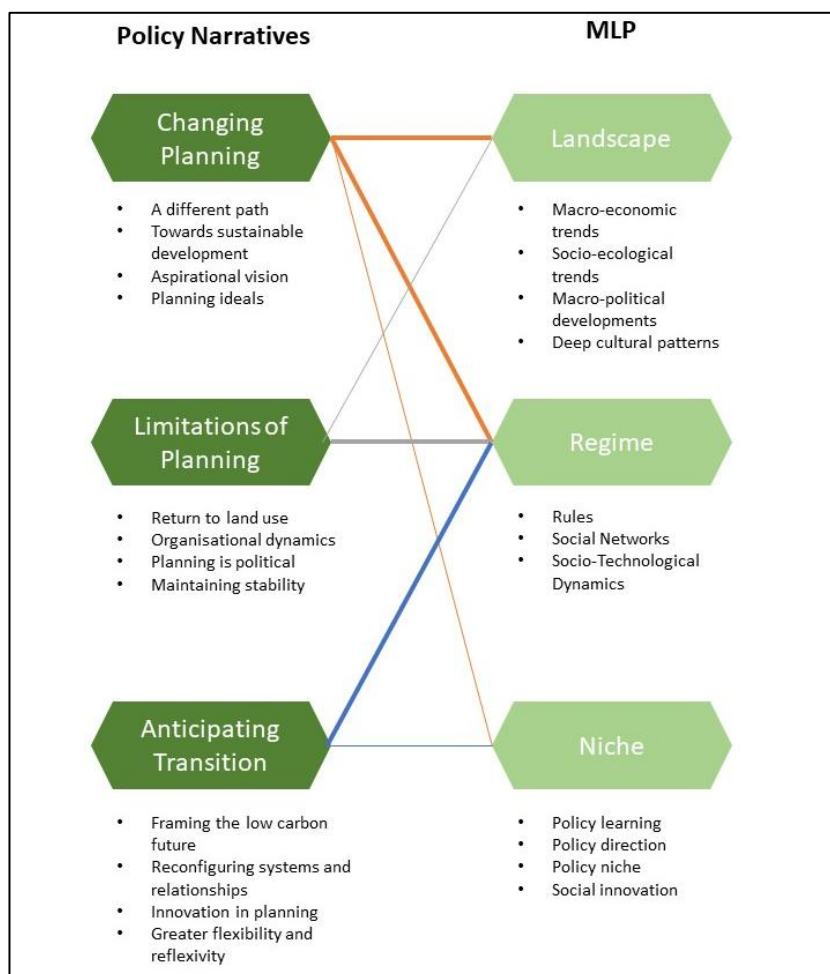 Policy Narratives
MLP
Changing
Planning
Landscape
• A different path
• Towards sustainable
development
• Aspirational vision
• Planning ideals
• Macro-economic
trends
• Socio-ecological
trends
• Macro-political
developments
• Deep cultural patterns
Limitations of
Planning
Regime
• Return to land use
• Organisational dynamics
• Planning is political
• Maintaining stability
• Rules
• Social Networks
• Socio-Technological
Dynamics
Anticipating
Transition
Niche
• Framing the low carbon
future
• Reconfiguring systems and
relationships
• Innovation in planning
• Greater flexibility and
reflexivity
• Policy learning
• Policy direction
• Policy niche
• Social innovation